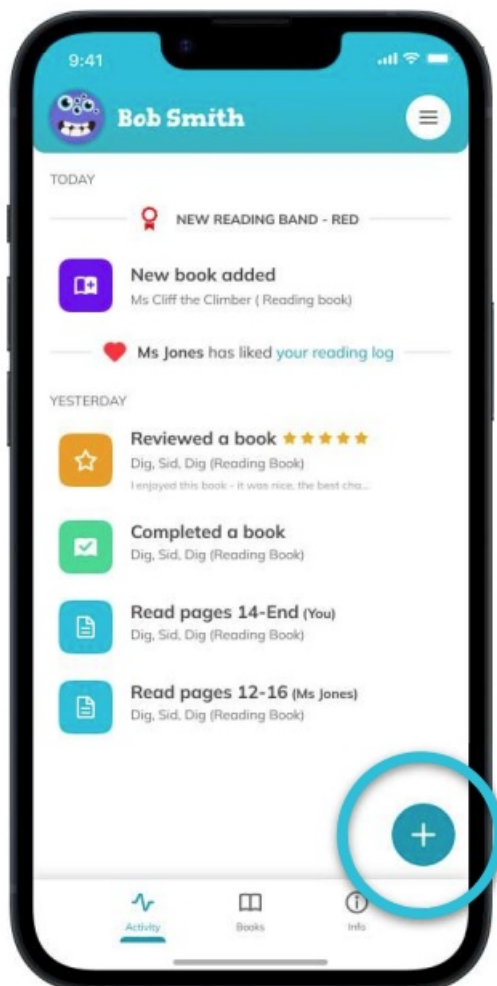 9:41
Bob Smith
TODAY
NEW READING BAND - RED
New book added
Ms Cliff the Climber ( Reading book)
Ms Jones has liked your reading log
YESTERDAY
Reviewed a book
Dig, Sid, Dig (Reading Book)
I enjoyed this book - it was nice, the best cha...
Completed a book
Dig, Sid, Dig (Reading Book)
Read pages 14-End (You)
Dig, Sid, Dig (Reading Book)
Read pages 12-16 (Ms Jones)
Dig, Sid, Dig (Reading Book)
Activity Books Info